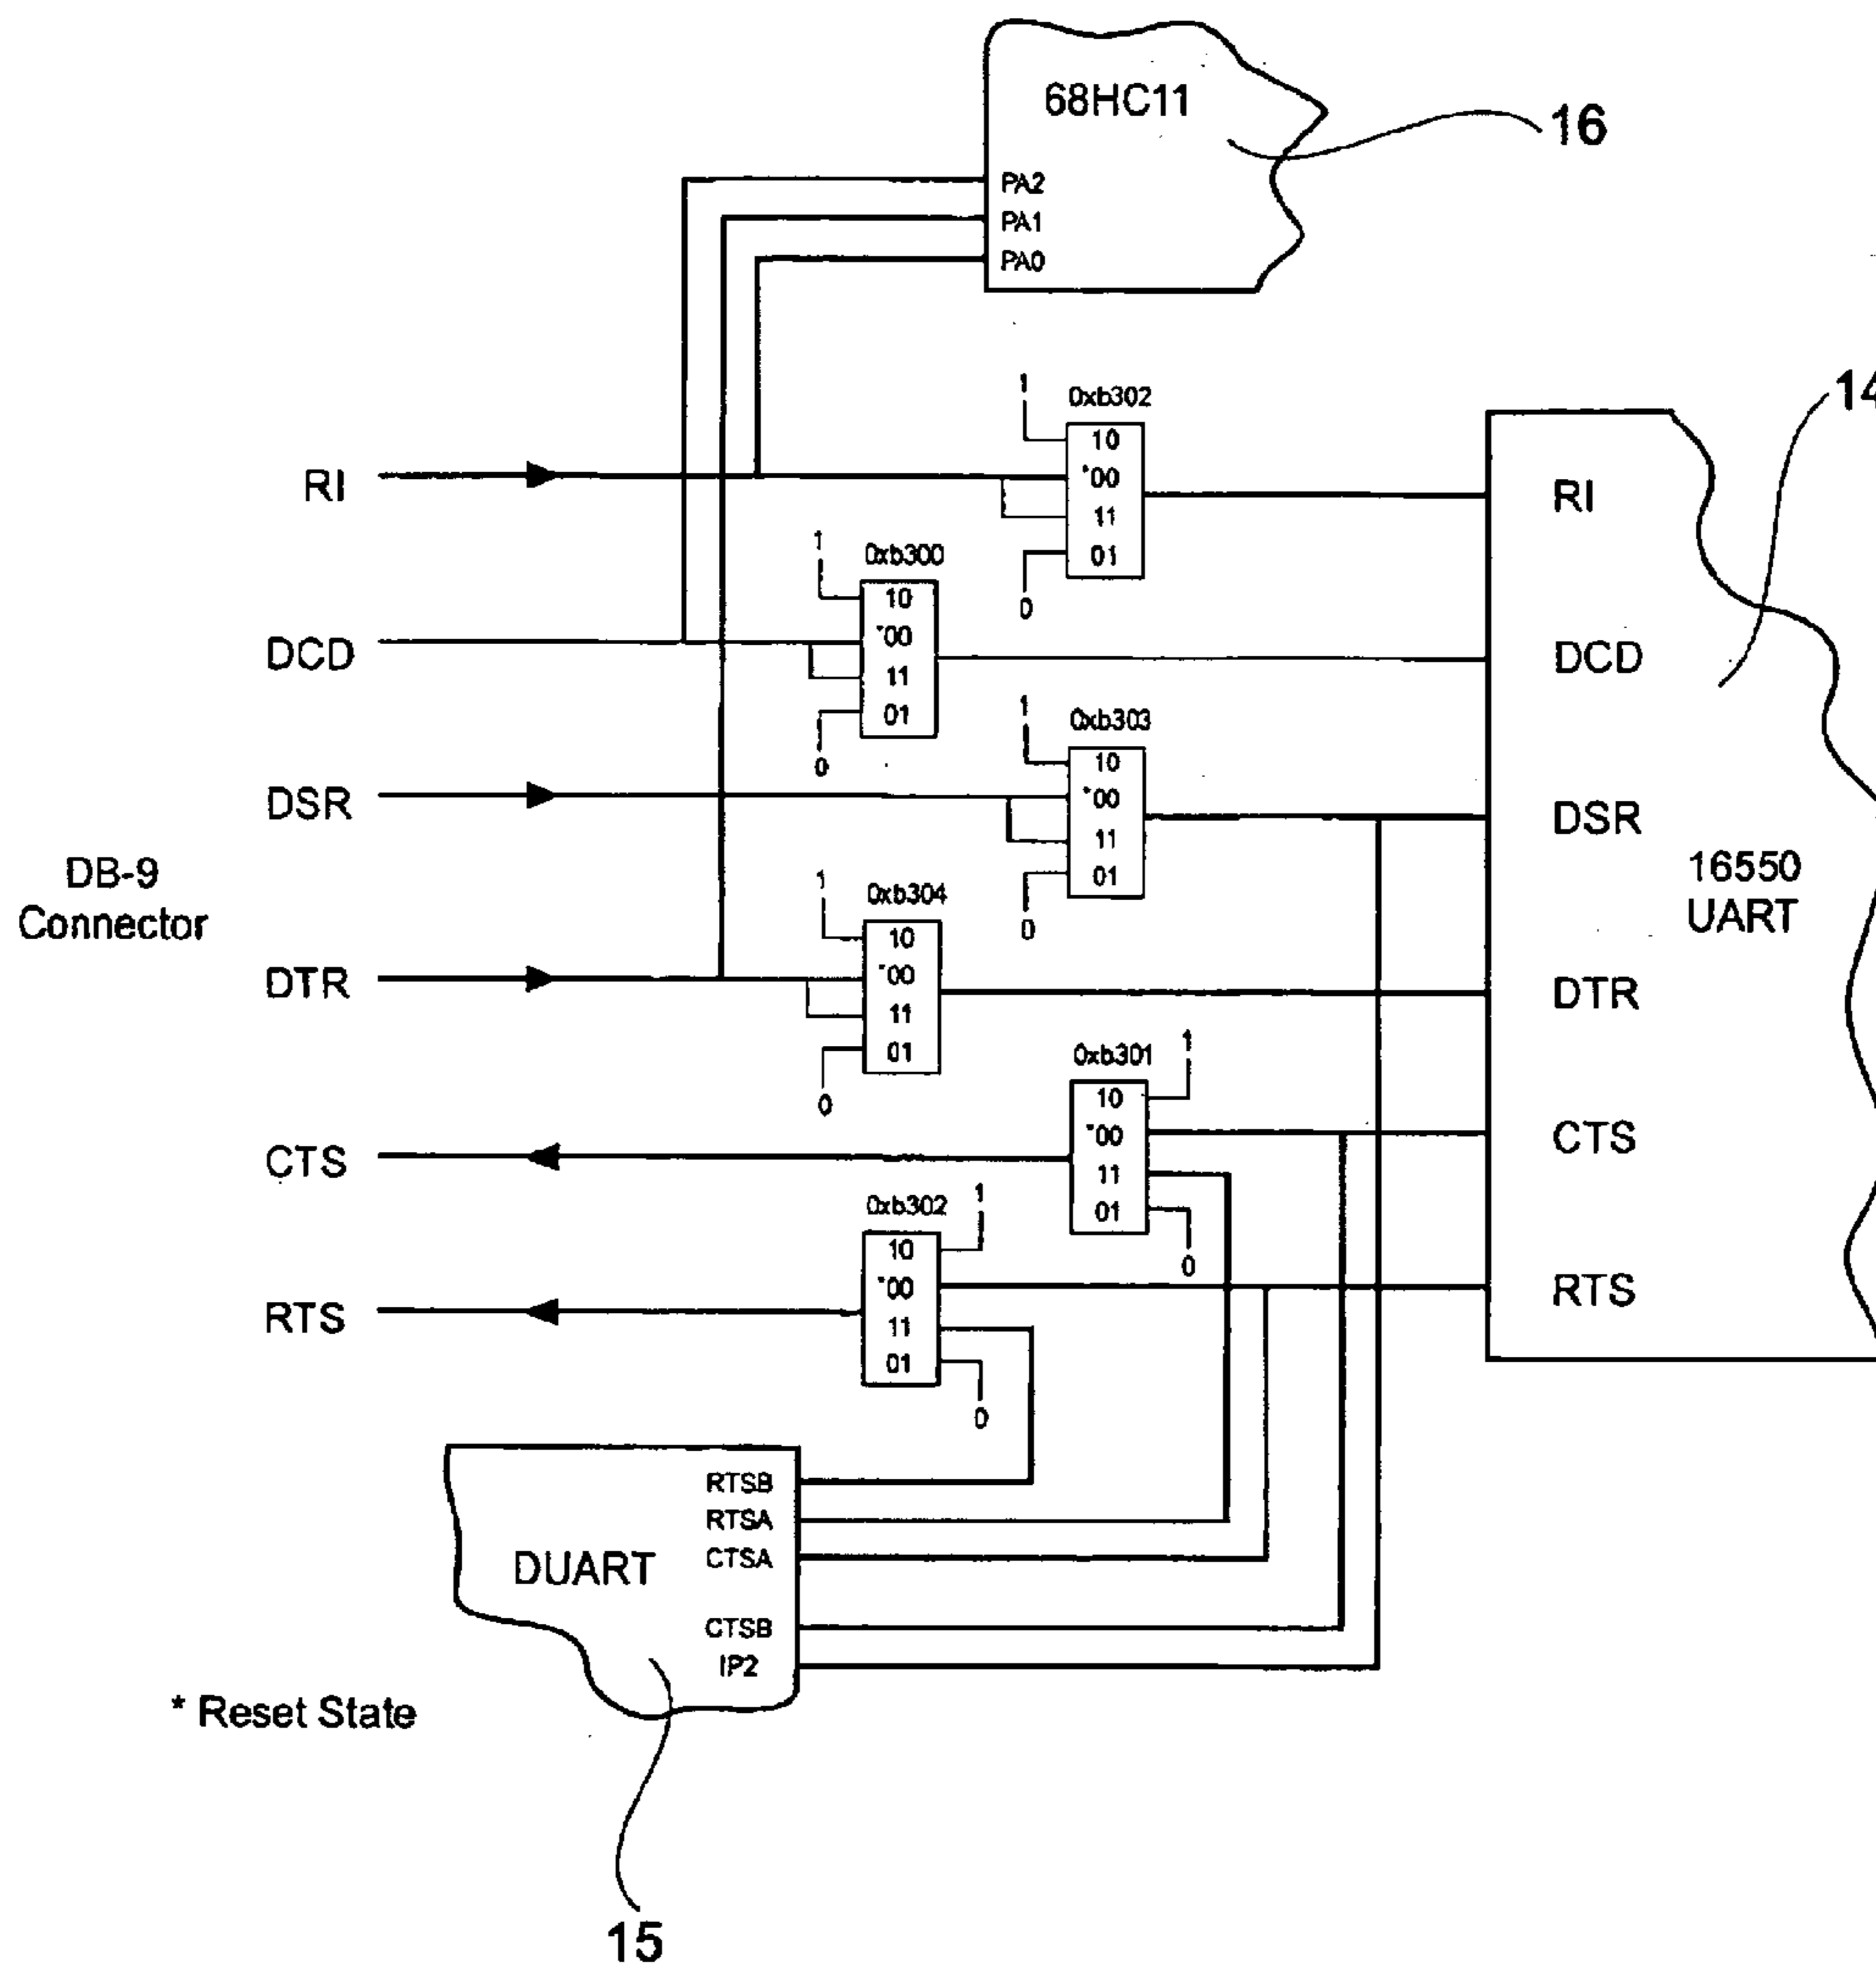 68HC11
16
PA2
PA1
PA0
1
0xb302
10
*00
11
01
0
RI
RI
14
1
0xb300
10
*00
11
01
0
DCD
DCD
1
0xb303
10
*00
11
01
0
DSR
DSR
DB-9
Connector
16550
UART
1
0xb304
10
*00
11
01
0
DTR
DTR
0xb301
1
10
*00
11
01
0
CTS
CTS
0xb302
1
10
*00
11
01
0
RTS
RTS
RTSB
RTSA
CTSA
CTSB
IP2
DUART
* Reset State
15